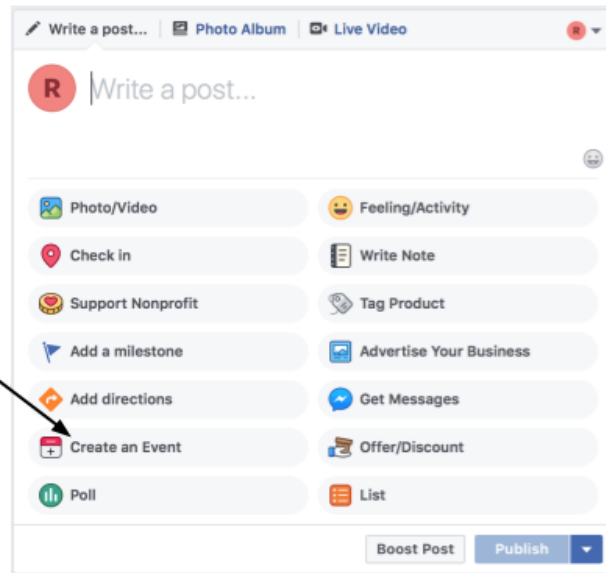 Write a post... Photo Album Live Video R
R Write a post...
Photo/Video Feeling/Activity
Check in Write Note
Support Nonprofit Tag Product
Add a milestone Advertise Your Business
Add directions Get Messages
Create an Event Offer/Discount
Poll List
Boost Post Publish